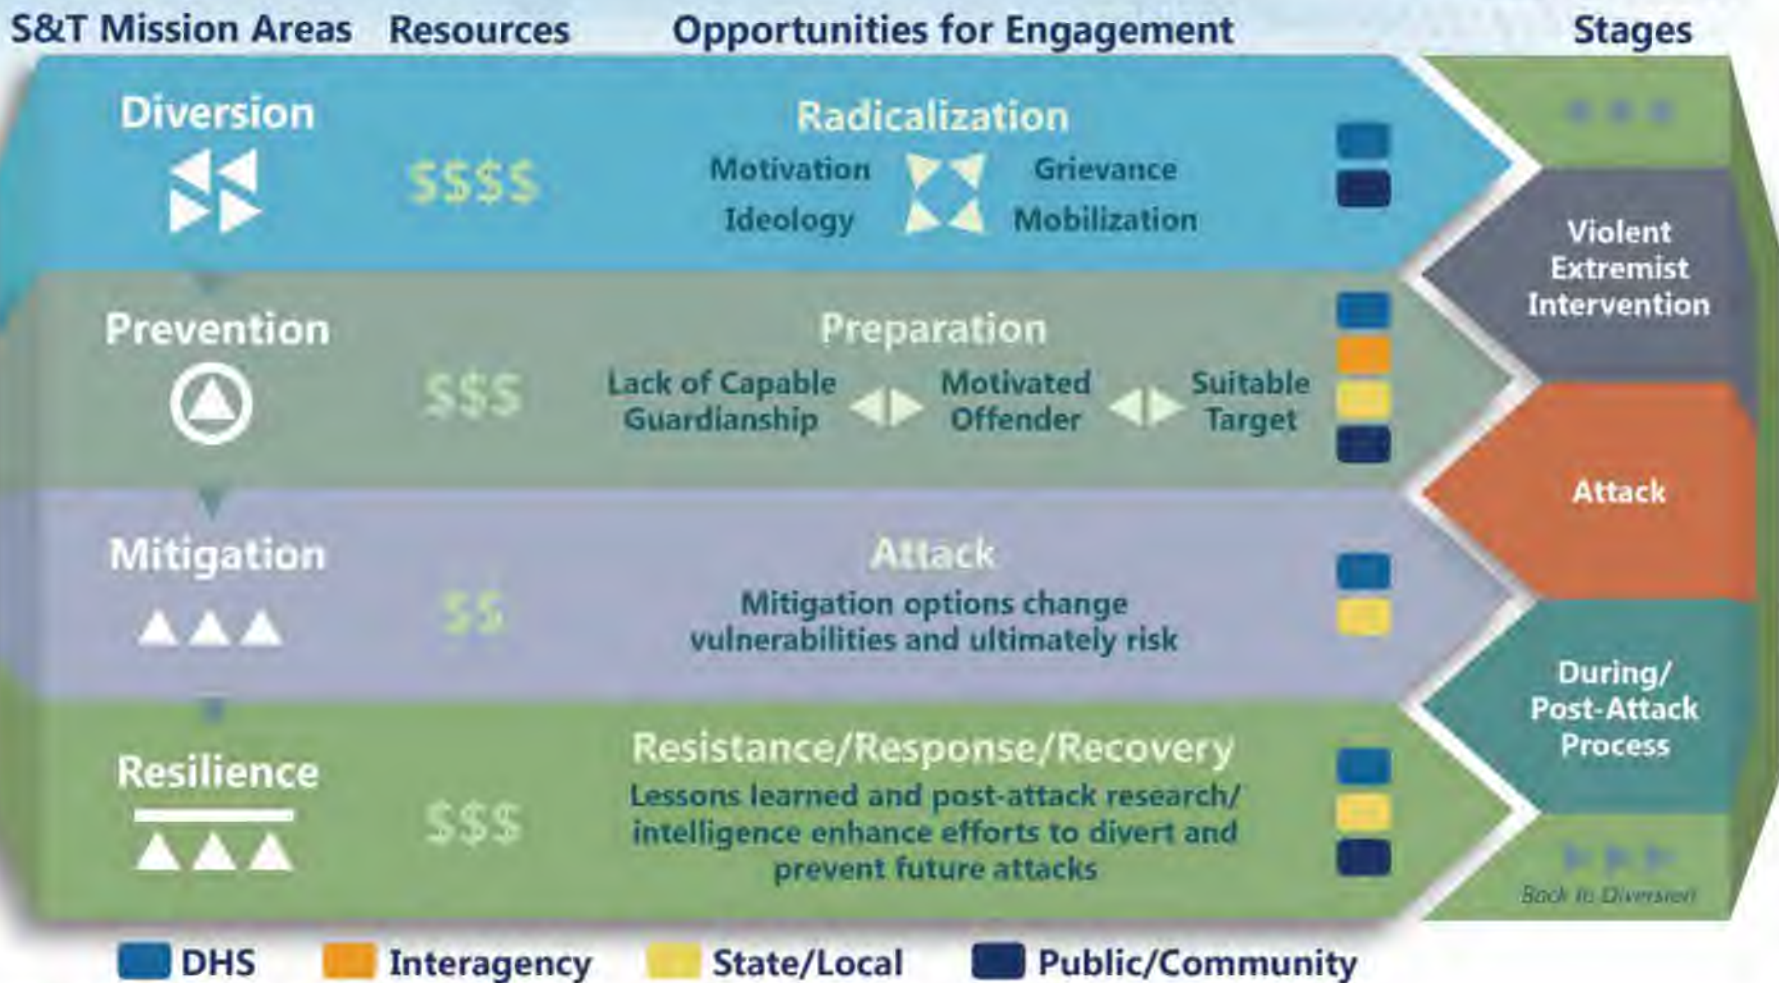 S&T Mission Areas Resources Opportunities for Engagement Stages
Diversion
$$$$
Radicalization
Motivation Grievance
Ideology Mobilization
Violent
Extremist
Intervention
Prevention
$$$
Preparation
Lack of Capable
Guardianship
Motivated
Offender
Suitable
Target
Attack
Mitigation
$$
Attack
Mitigation options change
vulnerabilities and ultimately risk
During/
Post-Attack
Process
Resilience
$$$
Resistance/Response/Recovery
Lessons learned and post-attack research/
intelligence enhance efforts to divert and
prevent future attacks
Back to Diversion
DHS Interagency State/Local Public/Community